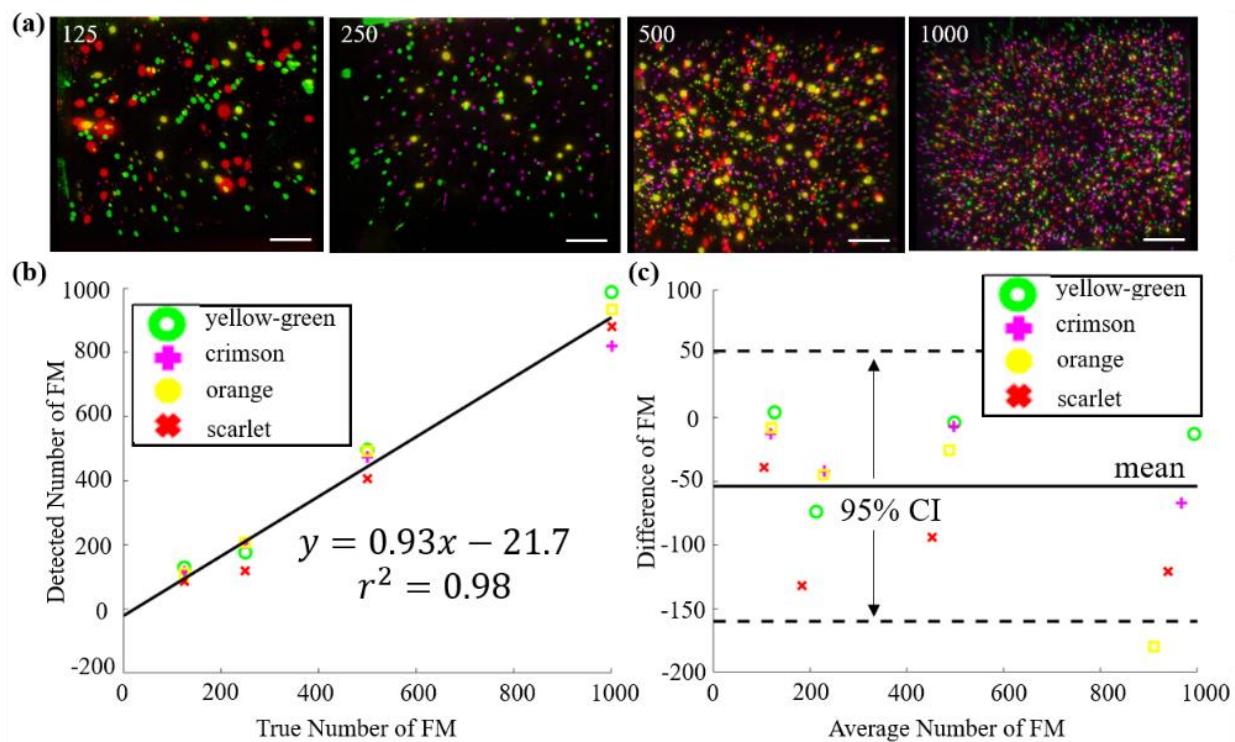 (a)
125
250
500
1000
(b)
1000
800
600
400
200
0
-200
0
200
400
600
800
1000
Detected Number of FM
True Number of FM
yellow-green
crimson
orange
scarlet
y = 0.93x − 21.7
r² = 0.98
(c)
100
50
0
-50
-100
-150
-200
0
200
400
600
800
1000
Difference of FM
Average Number of FM
yellow-green
crimson
orange
scarlet
mean
95% CI